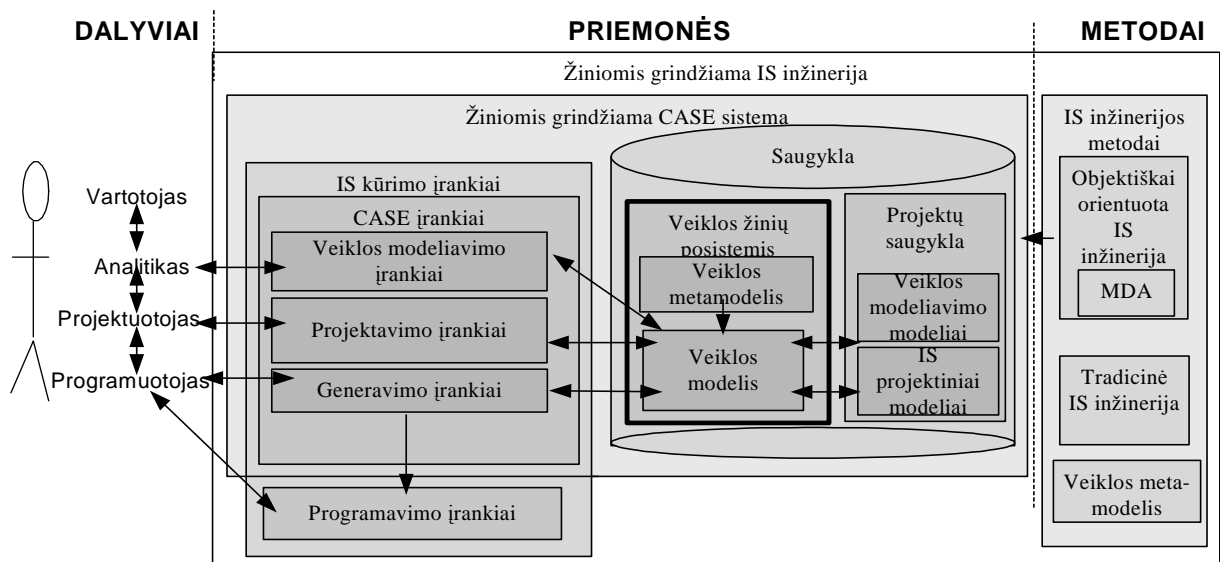 DALYVIAI
PRIEMONĖS
METODAI
Žiniomis grindžiama IS inžinerija
Žiniomis grindžiama CASE sistema
Vartotojas
Analitikas
Projektuotojas
Programuotojas
IS kūrimo įrankiai
CASE įrankiai
Veiklos modeliavimo
įrankiai
Projektavimo įrankiai
Generavimo įrankiai
Programavimo įrankiai
Saugykla
Veiklos žinių
posistemis
Veiklos
metamodelis
Veiklos
modelis
Projektų
saugykla
Veiklos
modeliavimo
modeliai
IS
projektiniai
modeliai
IS inžinerijos
metodai
Objektiškai
orientuota
IS
inžinerija
MDA
Tradicinė
IS inžinerija
Veiklos meta-
modelis